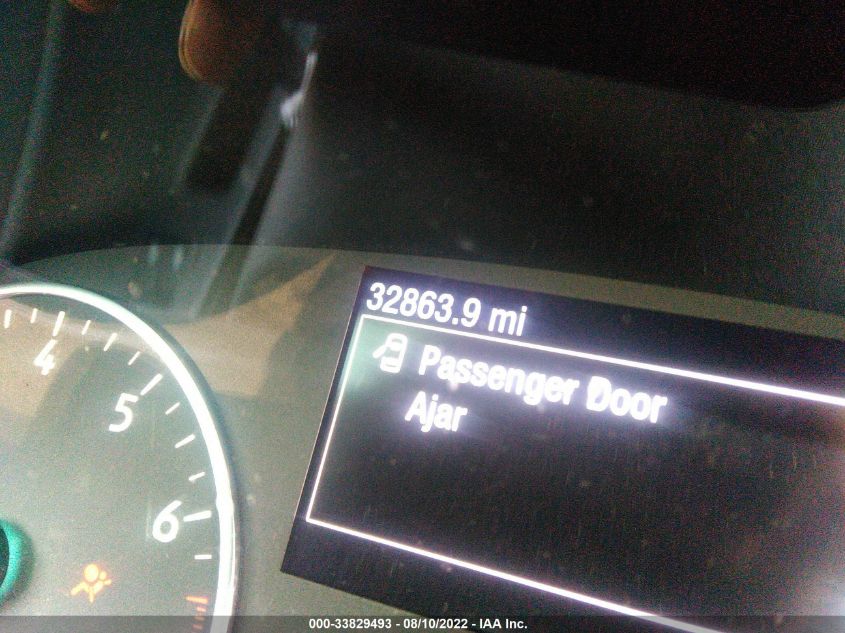 32863.9 mi
Passenger Door
Ajar
4
5
6
000-33829493 - 08/10/2022 - IAA Inc.